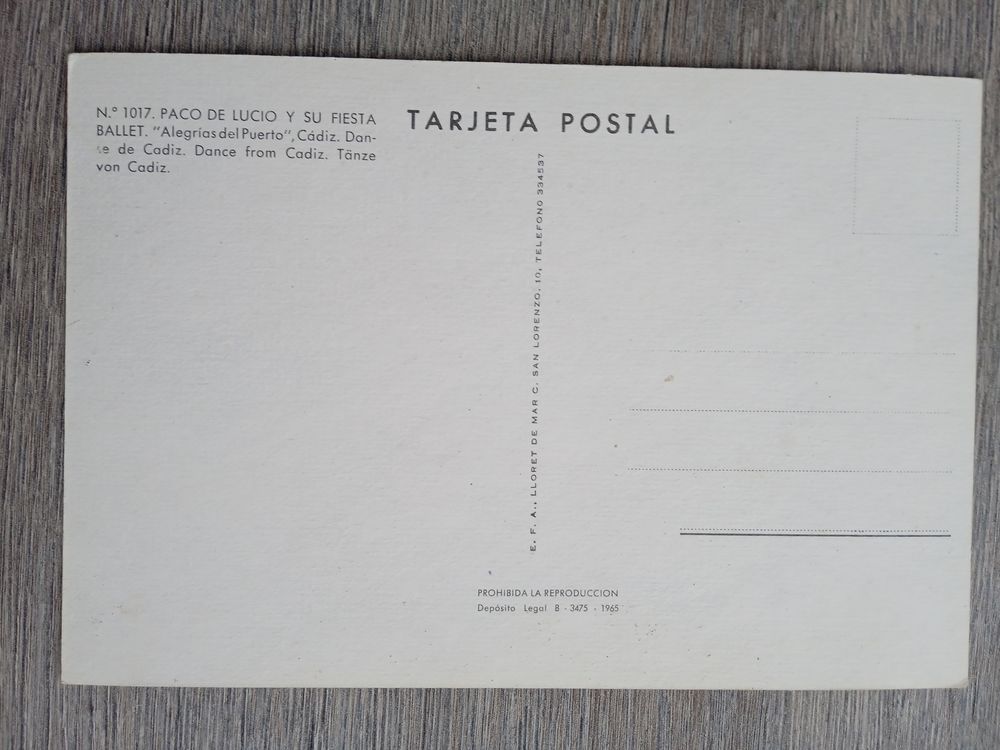 N.º 1017. PACO DE LUCIO Y SU FIESTA
BALLET. "Alegrías del Puerto", Cádiz. Dan-
se de Cadiz. Dance from Cadiz. Tänze
von Cadiz.
TARJETA POSTAL
E. F. A., LLORET DE MAR C. SAN LORENZO, 10, TELEFONO 334537
PROHIBIDA LA REPRODUCCION
Depósito Legal B - 3475 - 1965